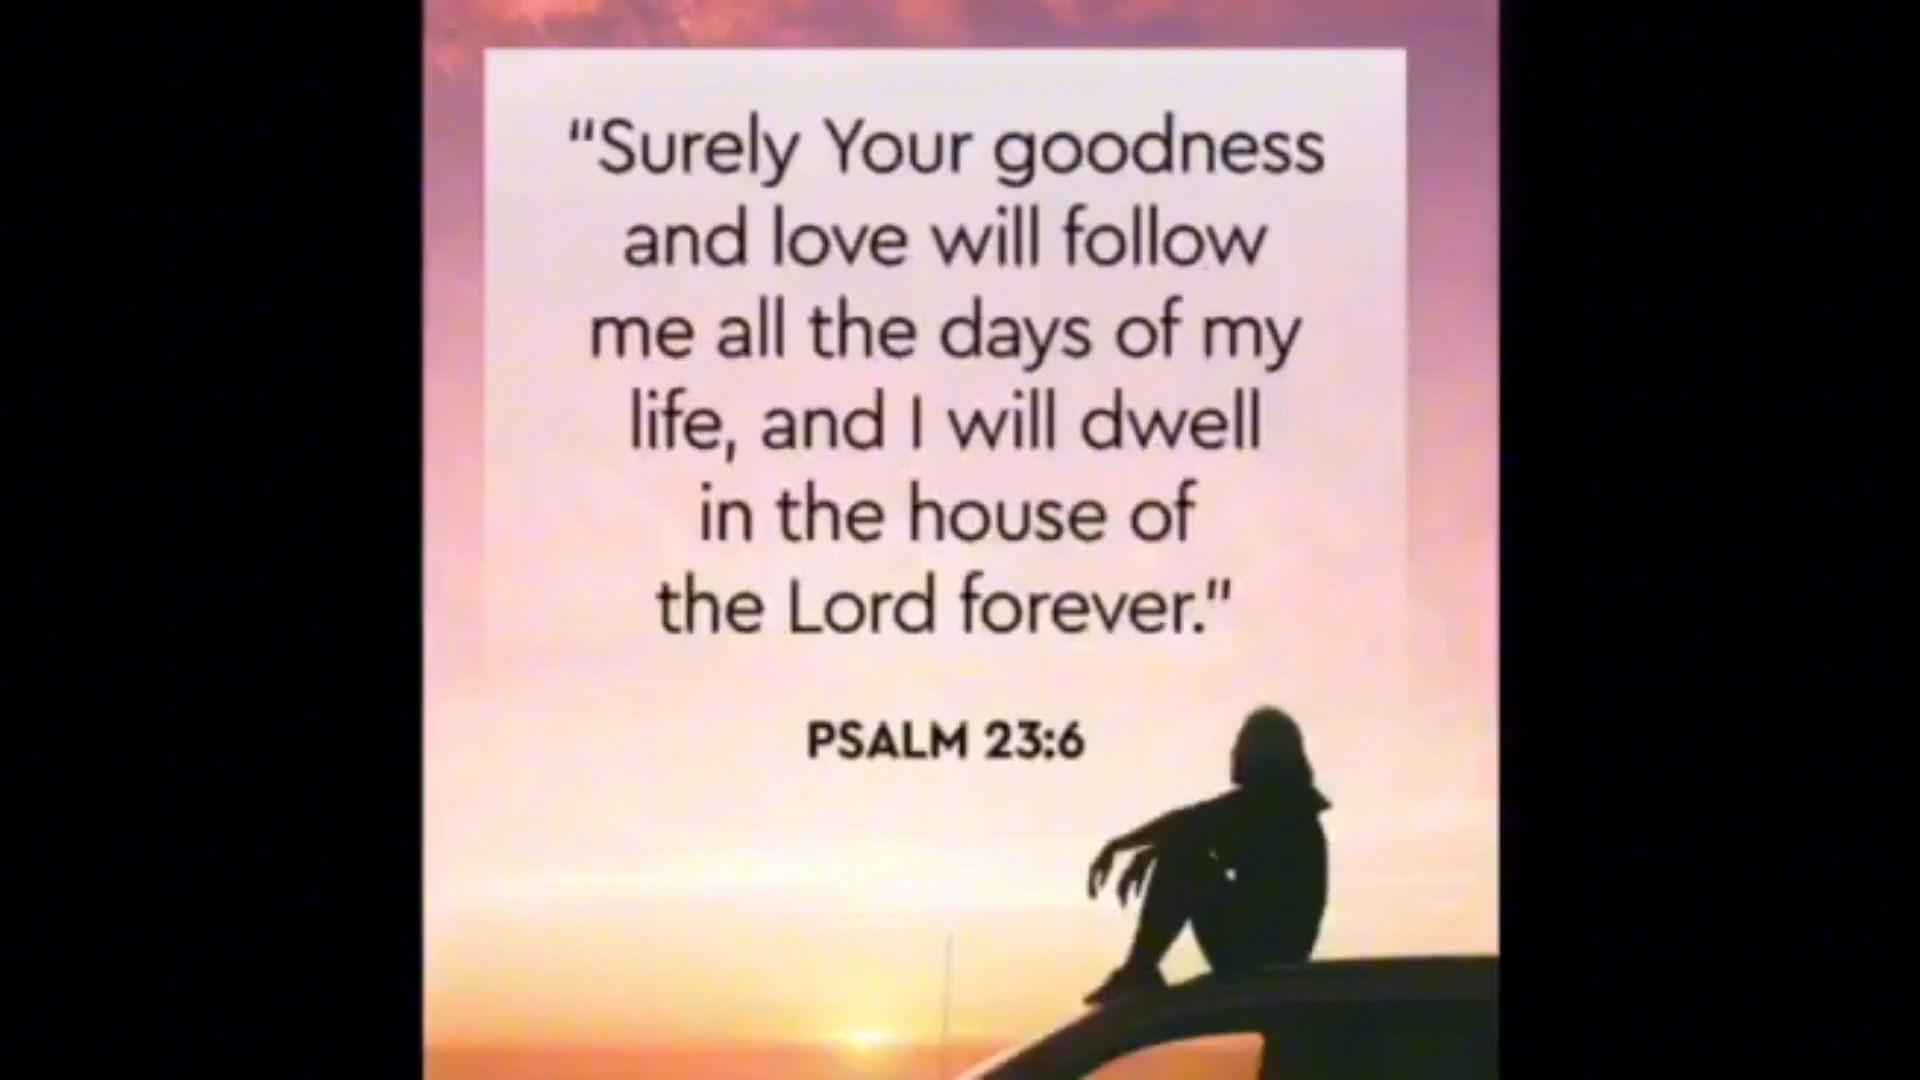 “Surely Your goodness
and love will follow
me all the days of my
life, and I will dwell
in the house of
the Lord forever.”
PSALM 23:6